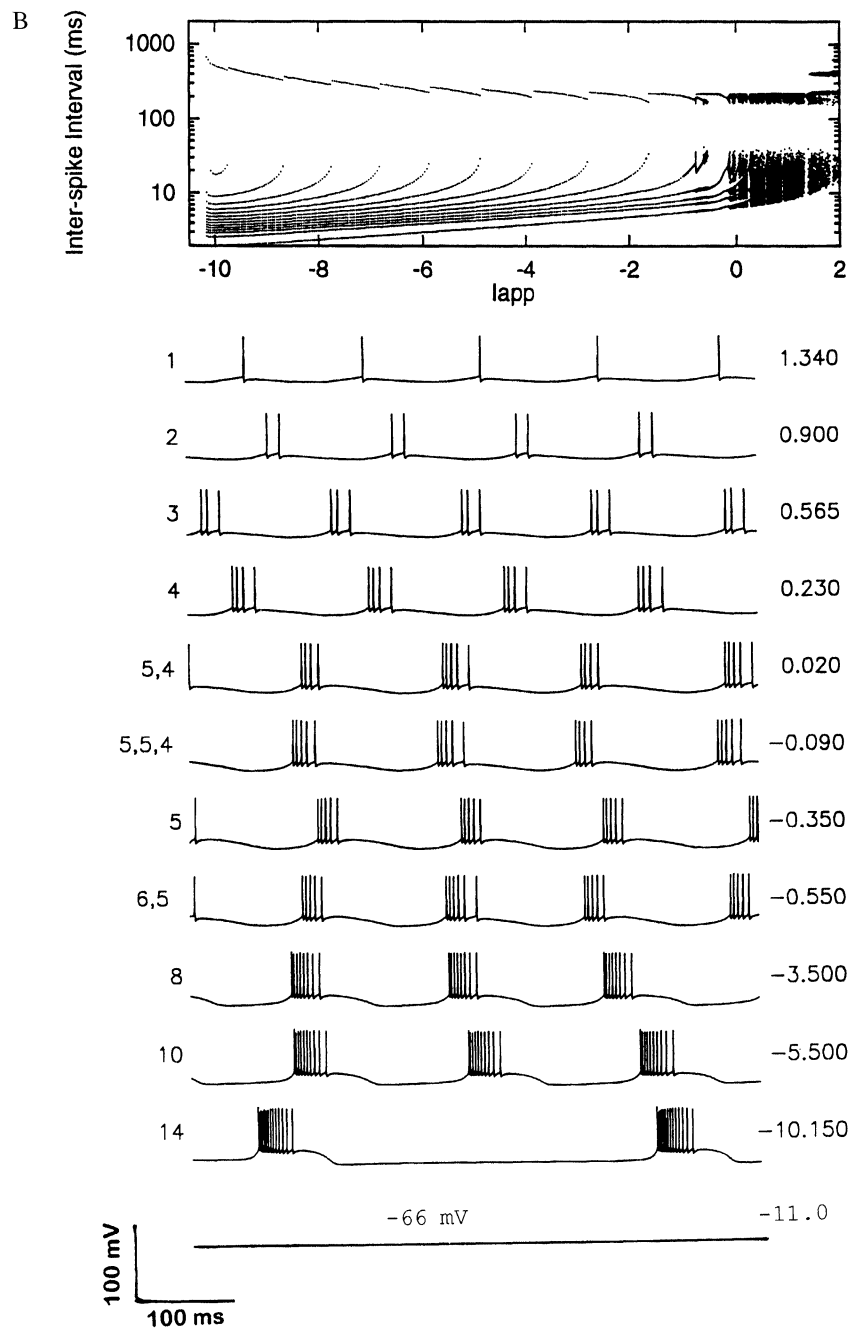 B
Inter-spike Interval (ms)
1000
100
10
-10 -8 -6 -4 -2 0 2
Iapp
1 1.340
2 0.900
3 0.565
4 0.230
5,4 0.020
5,5,4 −0.090
5 −0.350
6,5 −0.550
8 −3.500
10 −5.500
14 −10.150
-66 mV -11.0
100 mV
100 ms